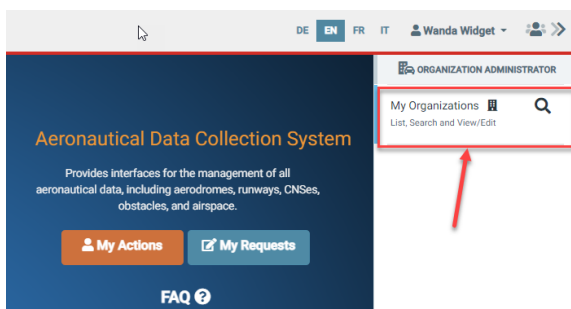 DE EN FR IT Wanda Widget
ORGANIZATION ADMINISTRATOR
My Organizations
List, Search and View/Edit
Aeronautical Data Collection System
Provides interfaces for the management of all
aeronautical data, including aerodromes, runways, CNSes,
obstacles, and airspace.
My Actions My Requests
FAQ